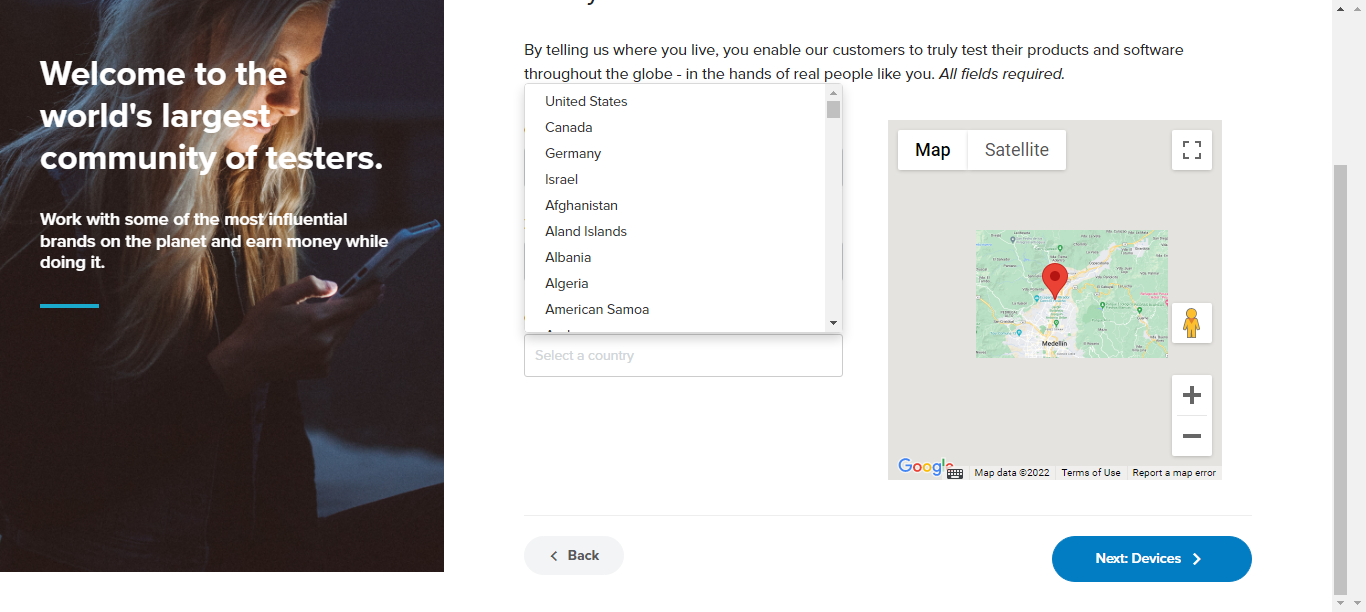 Welcome to the
world's largest
community of testers.
Work with some of the most influential
brands on the planet and earn money while
doing it.
By telling us where you live, you enable our customers to truly test their products and software
throughout the globe - in the hands of real people like you. All fields required.
United States
Canada
Germany
Israel
Afghanistan
Aland Islands
Albania
Algeria
American Samoa
Select a country
Map
Satellite
Medellín
Google
Map data ©2022
Terms of Use
Report a map error
Back
Next: Devices